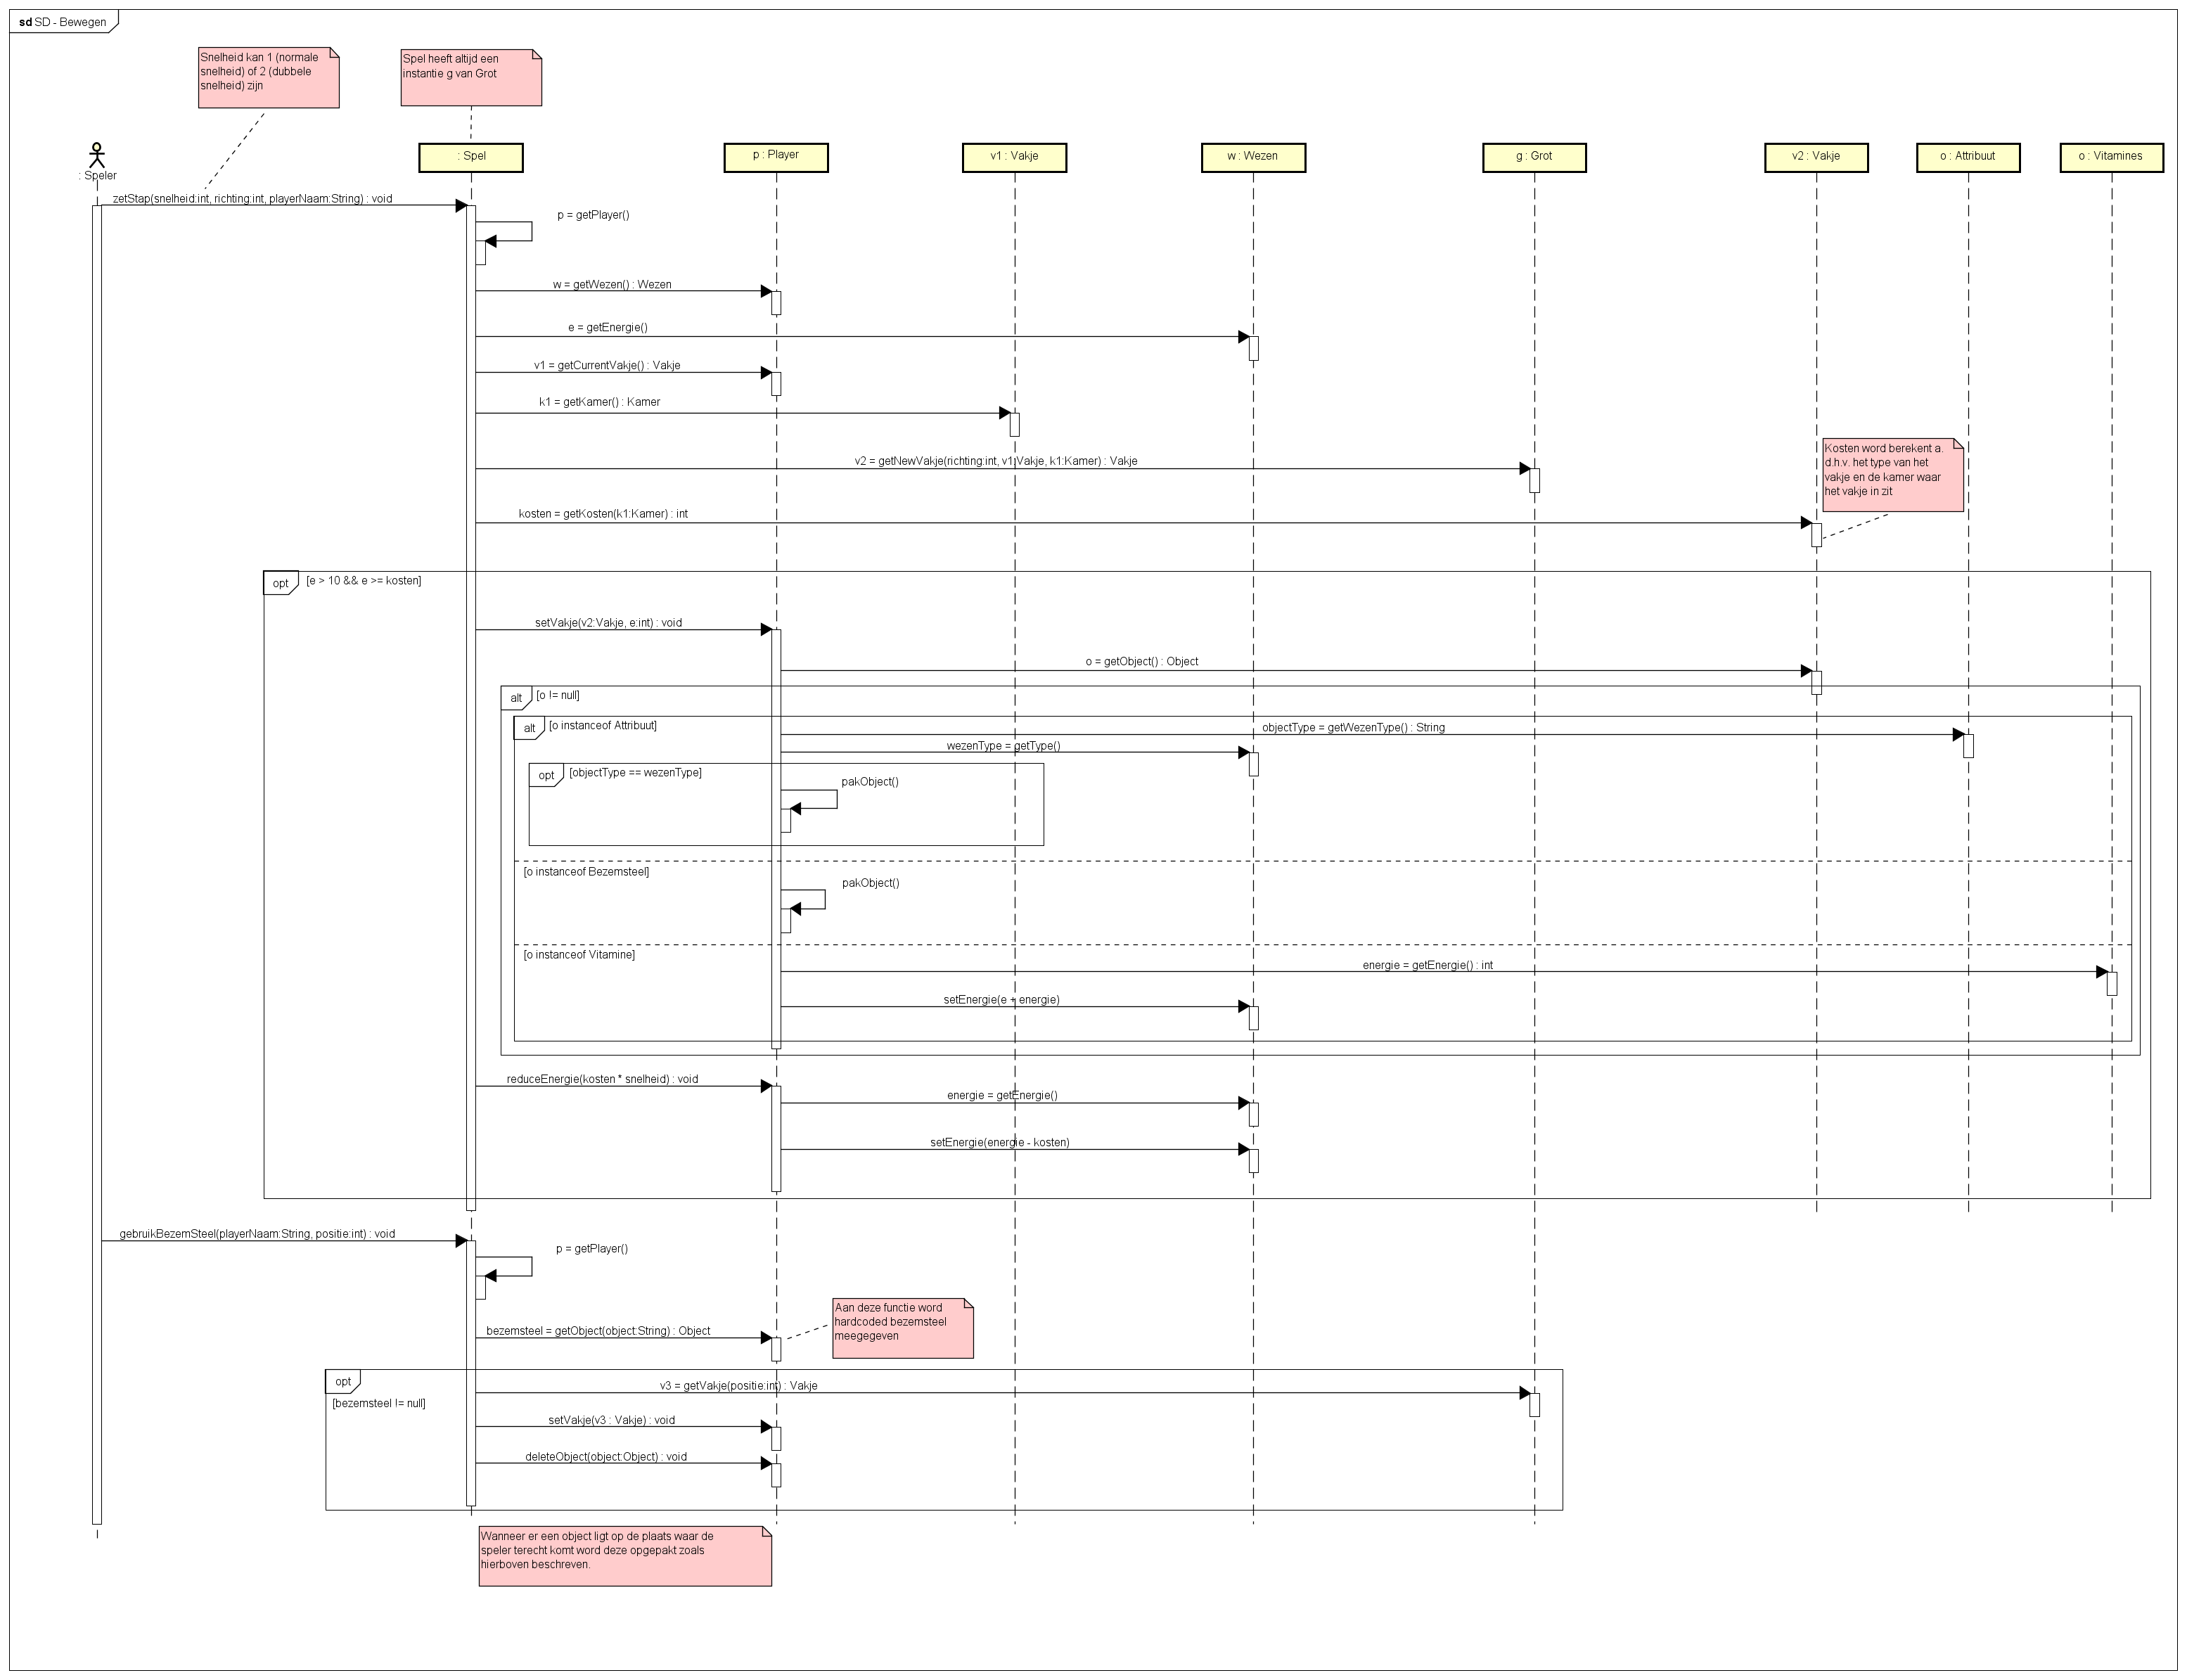 sd SD - Bewegen
Snelheid kan 1 (normale
snelheid) of 2 (dubbele
snelheid) zijn
Spel heeft altijd een
instantie g van Grot
: Speler
: Spel
p : Player
v1 : Vakje
w : Wezen
g : Grot
v2 : Vakje
o : Attribuut
o : Vitamines
zetStap(snelheid:int, richting:int, playerNaam:String) : void
p = getPlayer()
w = getWezen() : Wezen
e = getEnergie()
v1 = getCurrentVakje() : Vakje
k1 = getKamer() : Kamer
v2 = getNewVakje(richting:int, v1:Vakje, k1:Kamer) : Vakje
Kosten word berekent a.
d.h.v. het type van het
vakje en de kamer waar
het vakje in zit
kosten = getKosten(k1:Kamer) : int
opt [e > 10 && e >= kosten]
setVakje(v2:Vakje, e:int) : void
o = getObject() : Object
alt [o != null]
alt [o instanceof Attribuut]
objectType = getWezenType() : String
wezenType = getType()
opt [objectType == wezenType]
pakObject()
[o instanceof Bezemsteel]
pakObject()
[o instanceof Vitamine]
energie = getEnergie() : int
setEnergie(e + energie)
reduceEnergie(kosten * snelheid) : void
energie = getEnergie()
setEnergie(energie - kosten)
gebruikBezemSteel(playerNaam:String, positie:int) : void
p = getPlayer()
Aan deze functie word
hardcoded bezemsteel
meegegeven
bezemsteel = getObject(object:String) : Object
opt
[bezemsteel != null]
v3 = getVakje(positie:int) : Vakje
setVakje(v3 : Vakje) : void
deleteObject(object:Object) : void
Wanneer er een object ligt op de plaats waar de
speler terecht komt word deze opgepakt zoals
hierboven beschreven.